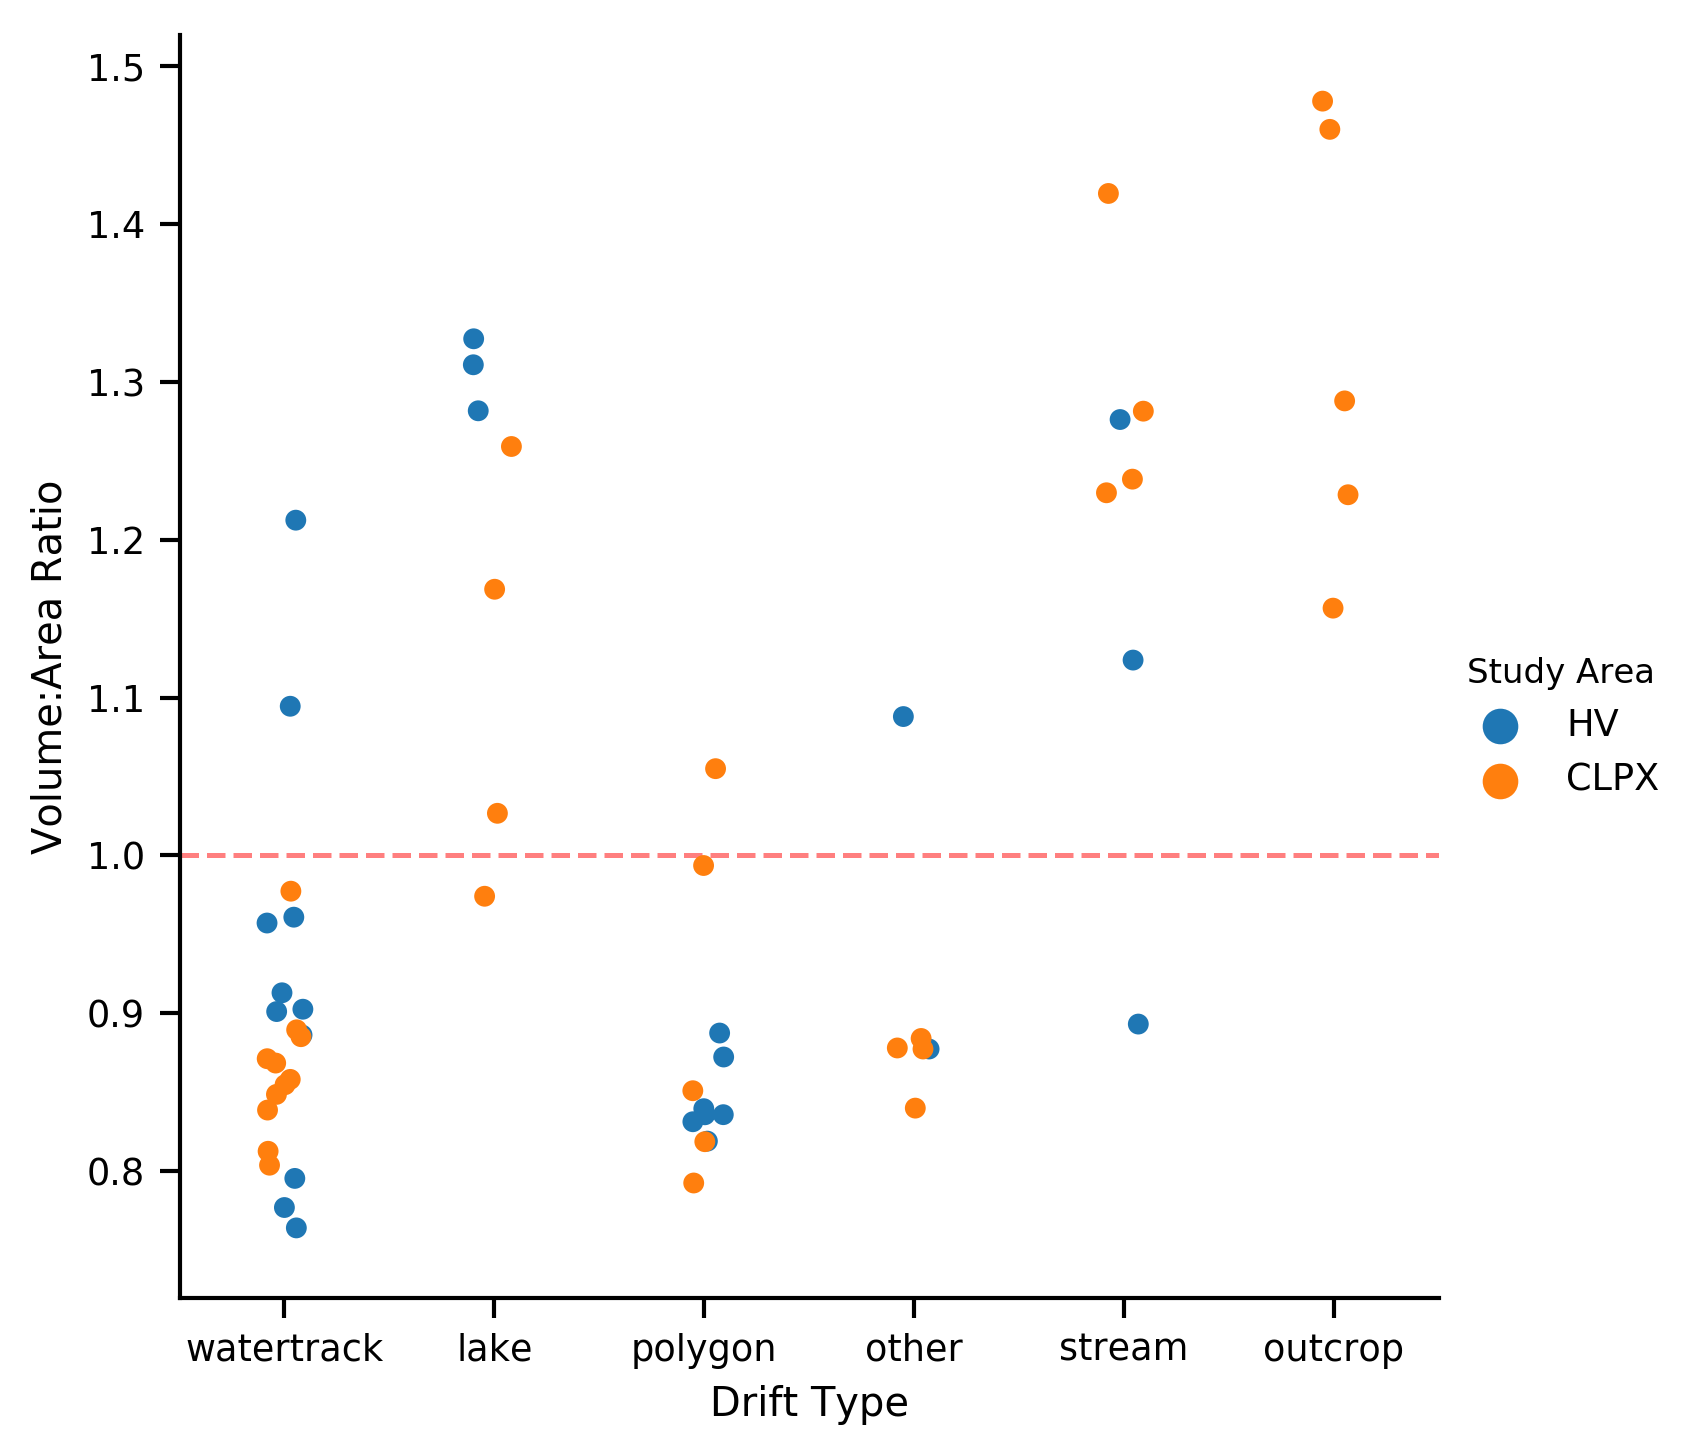 1.5
1.4
1.3
1.2
1.1
1.0
0.9
0.8
Volume:Area Ratio
watertrack
lake
polygon
other
stream
outcrop
Drift Type
Study Area
HV
CLPX